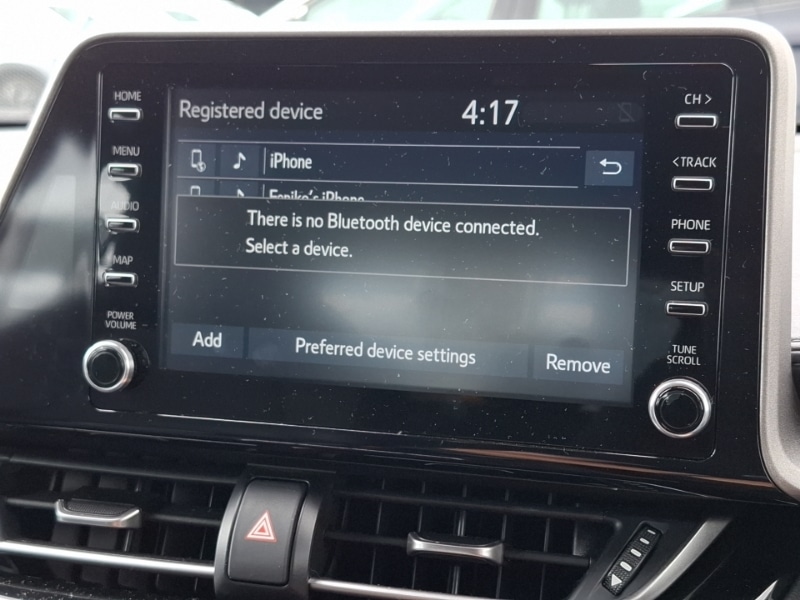 HOME
MENU
AUDIO
MAP
POWER
VOLUME
Registered device
4:17
iPhone
iPhone
There is no Bluetooth device connected.
Select a device.
Add
Preferred device settings
Remove
CH >
< TRACK
PHONE
SETUP
TUNE
SCROLL